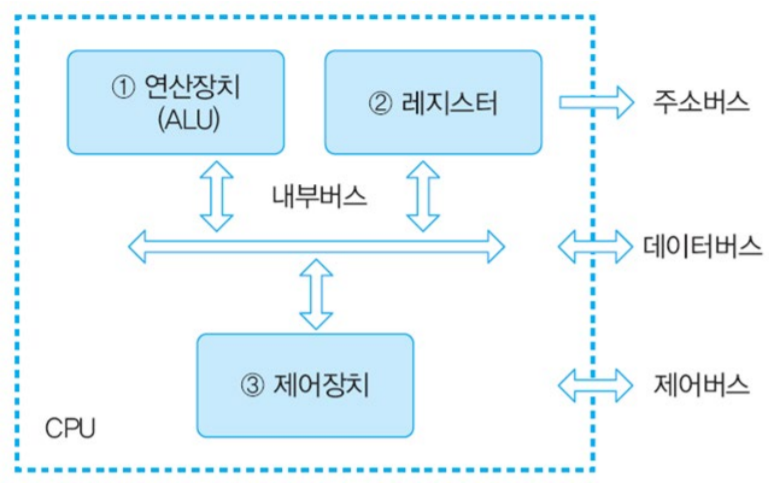 ① 연산장치
(ALU)
② 레지스터
주소버스
내부버스
데이터버스
③ 제어장치
제어버스
CPU